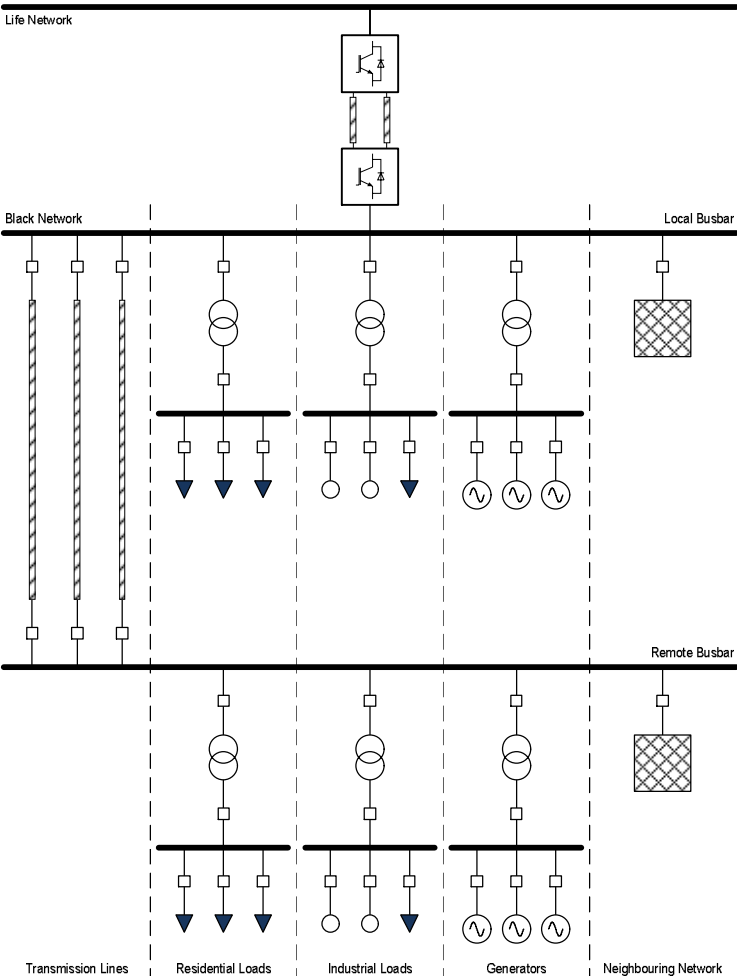 Life Network
Black Network
Local Busbar
Remote Busbar
Transmission Lines
Residential Loads
Industrial Loads
Generators
Neighbouring Network